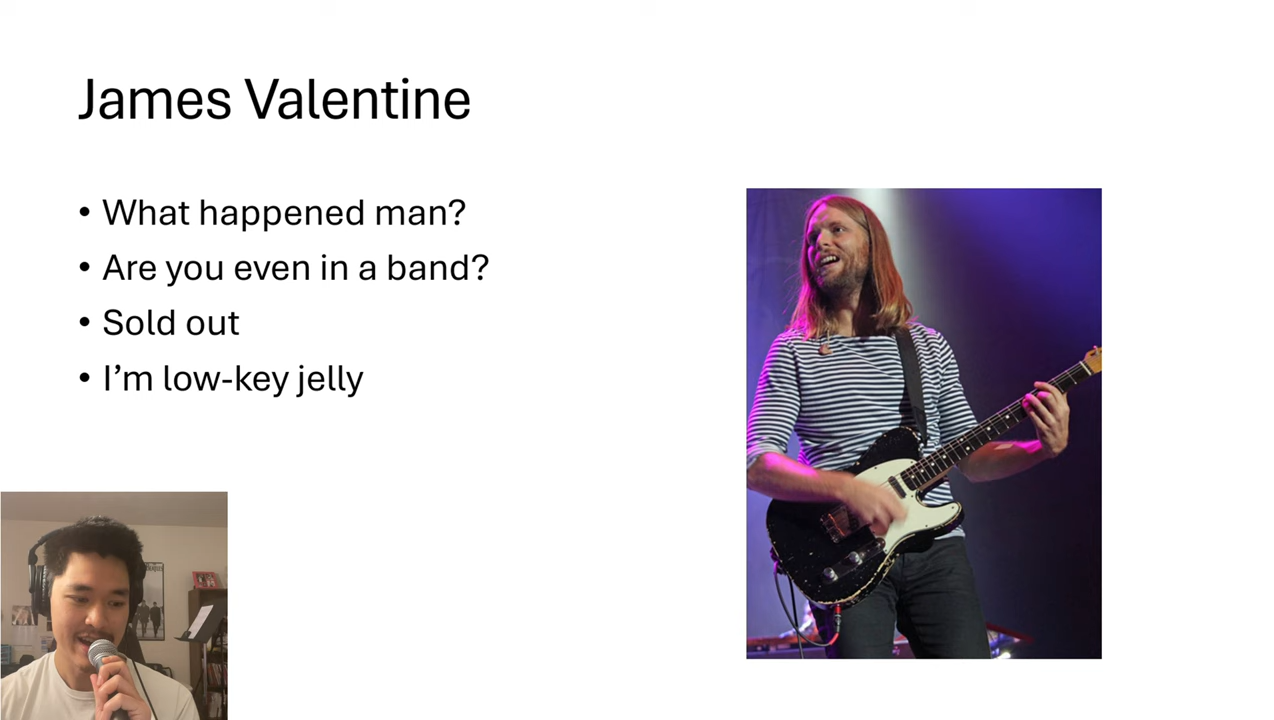 James Valentine
• What happened man?
• Are you even in a band?
• Sold out
• I’m low-key jelly